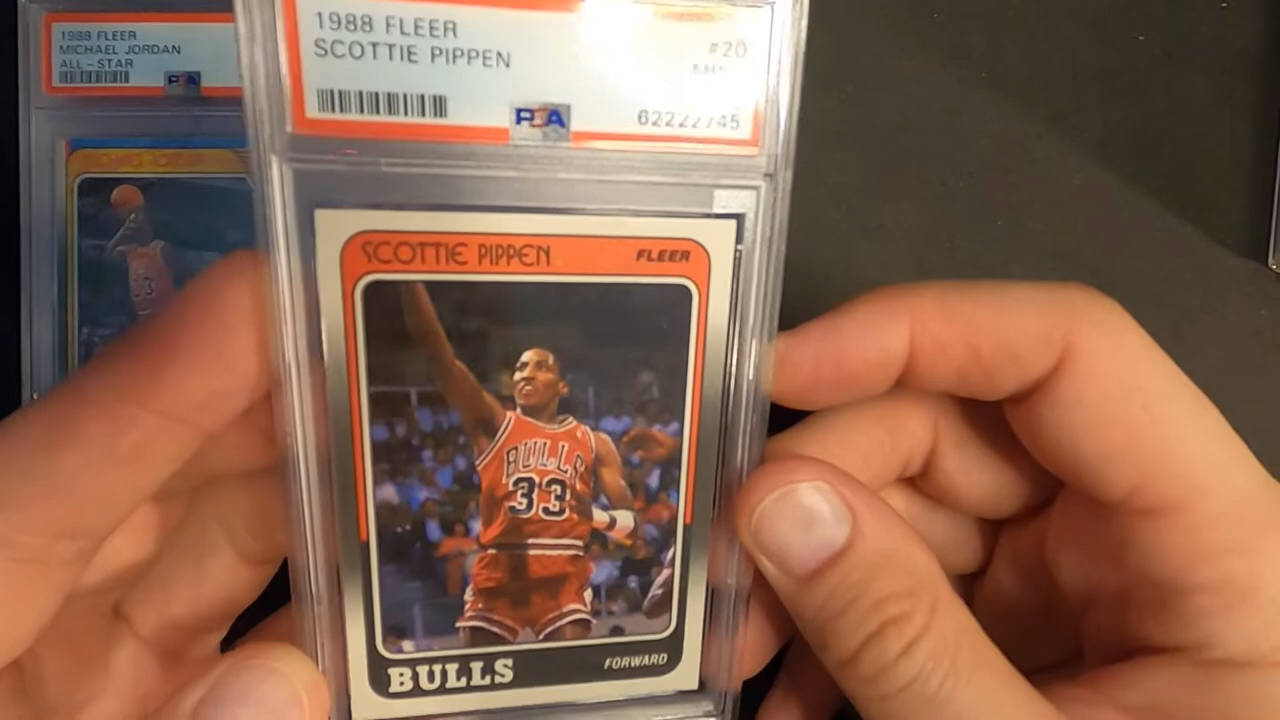 1988 FLEER
MICHAEL JORDAN
ALL-STAR
PSA
1988 FLEER
SCOTTIE PIPPEN
#20
PSA
SCOTTIE PIPPEN
FLEER
BULLS
33
BULLS
FORWARD
33